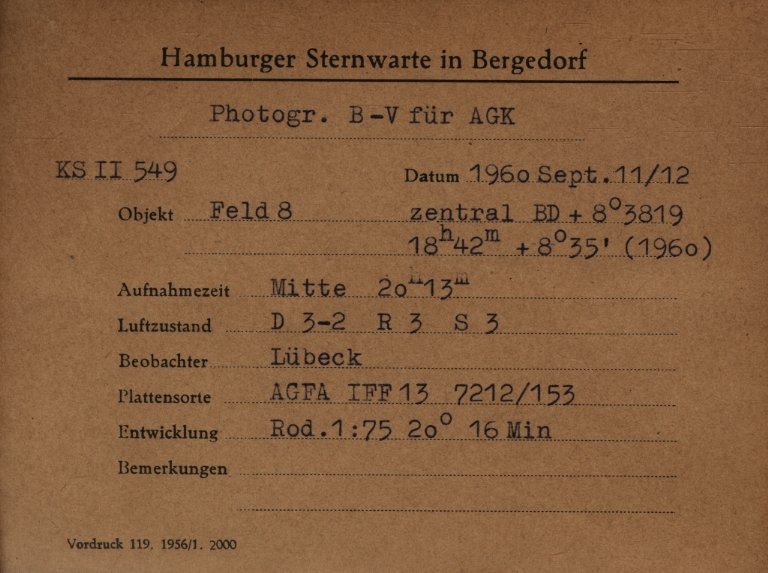 Hamburger Sternwarte in Bergedorf
Photogr. B-V für AGK
KS II 549 Datum 196o Sept.11/12
Objekt Feld 8 zentral BD + 8°3819
18ʰ42ᵐ + 8°35' (196o)
Aufnahmezeit Mitte 2oʰ13ᵐ
Luftzustand D 3-2 R 3 S 3
Beobachter Lübeck
Plattensorte AGFA IFF 13 7212/153
Entwicklung Rod.1:75 2o° 16 Min
Bemerkungen
Vordruck 119. 1956/1. 2000